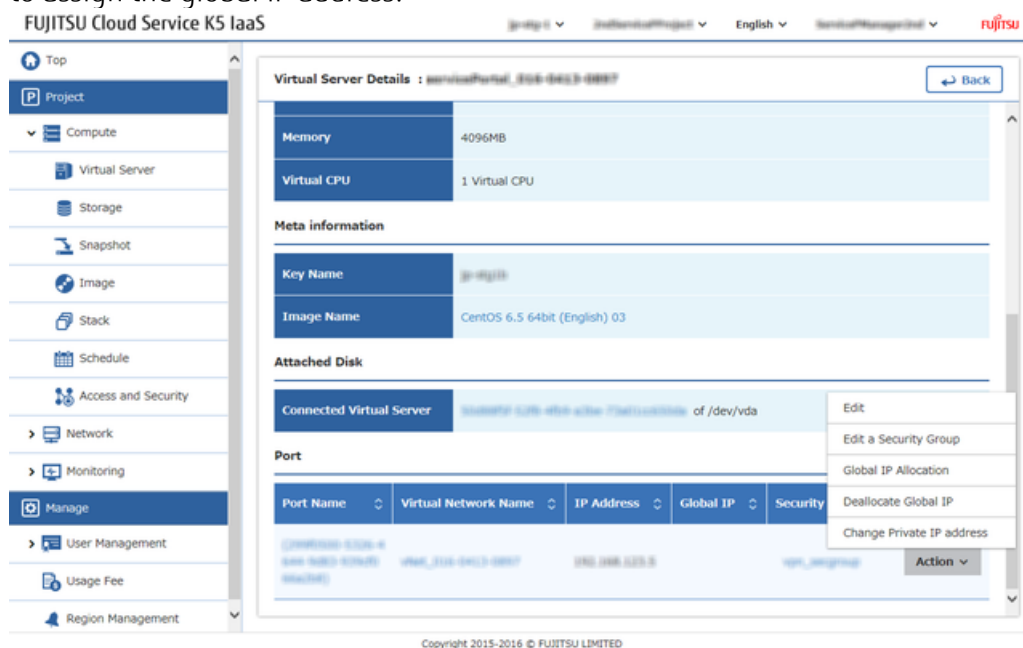 to assign the global IP address.
FUJITSU Cloud Service K5 IaaS
English
FUJITSU
Top
Project
Compute
Virtual Server
Storage
Snapshot
Image
Stack
Schedule
Access and Security
Network
Monitoring
Manage
User Management
Usage Fee
Region Management
Virtual Server Details :
Back
Memory 4096MB
Virtual CPU 1 Virtual CPU
Meta information
Key Name
Image Name CentOS 6.5 64bit (English) 03
Attached Disk
Connected Virtual Server of /dev/vda
Port
Port Name Virtual Network Name IP Address Global IP Security
Edit
Edit a Security Group
Global IP Allocation
Deallocate Global IP
Change Private IP address
Action
Copyright 2015-2016 © FUJITSU LIMITED